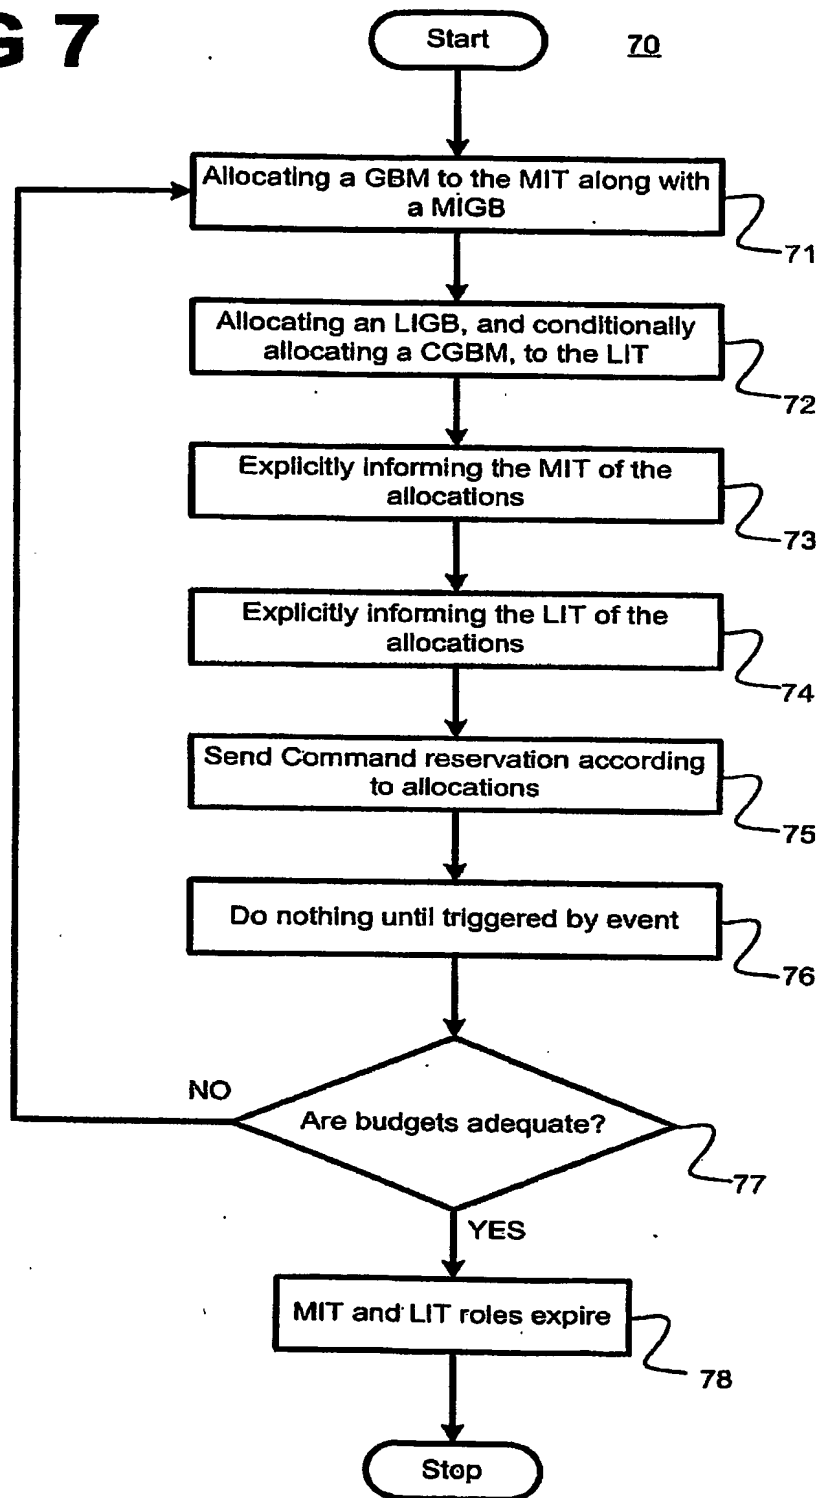 G 7
Start
70
Allocating a GBM to the MIT along with
a MIGB
71
Allocating an LIGB, and conditionally
allocating a CGBM, to the LIT
72
Explicitly informing the MIT of the
allocations
73
Explicitly informing the LIT of the
allocations
74
Send Command reservation according
to allocations
75
Do nothing until triggered by event
76
NO
Are budgets adequate?
77
YES
MIT and LIT roles expire
78
Stop